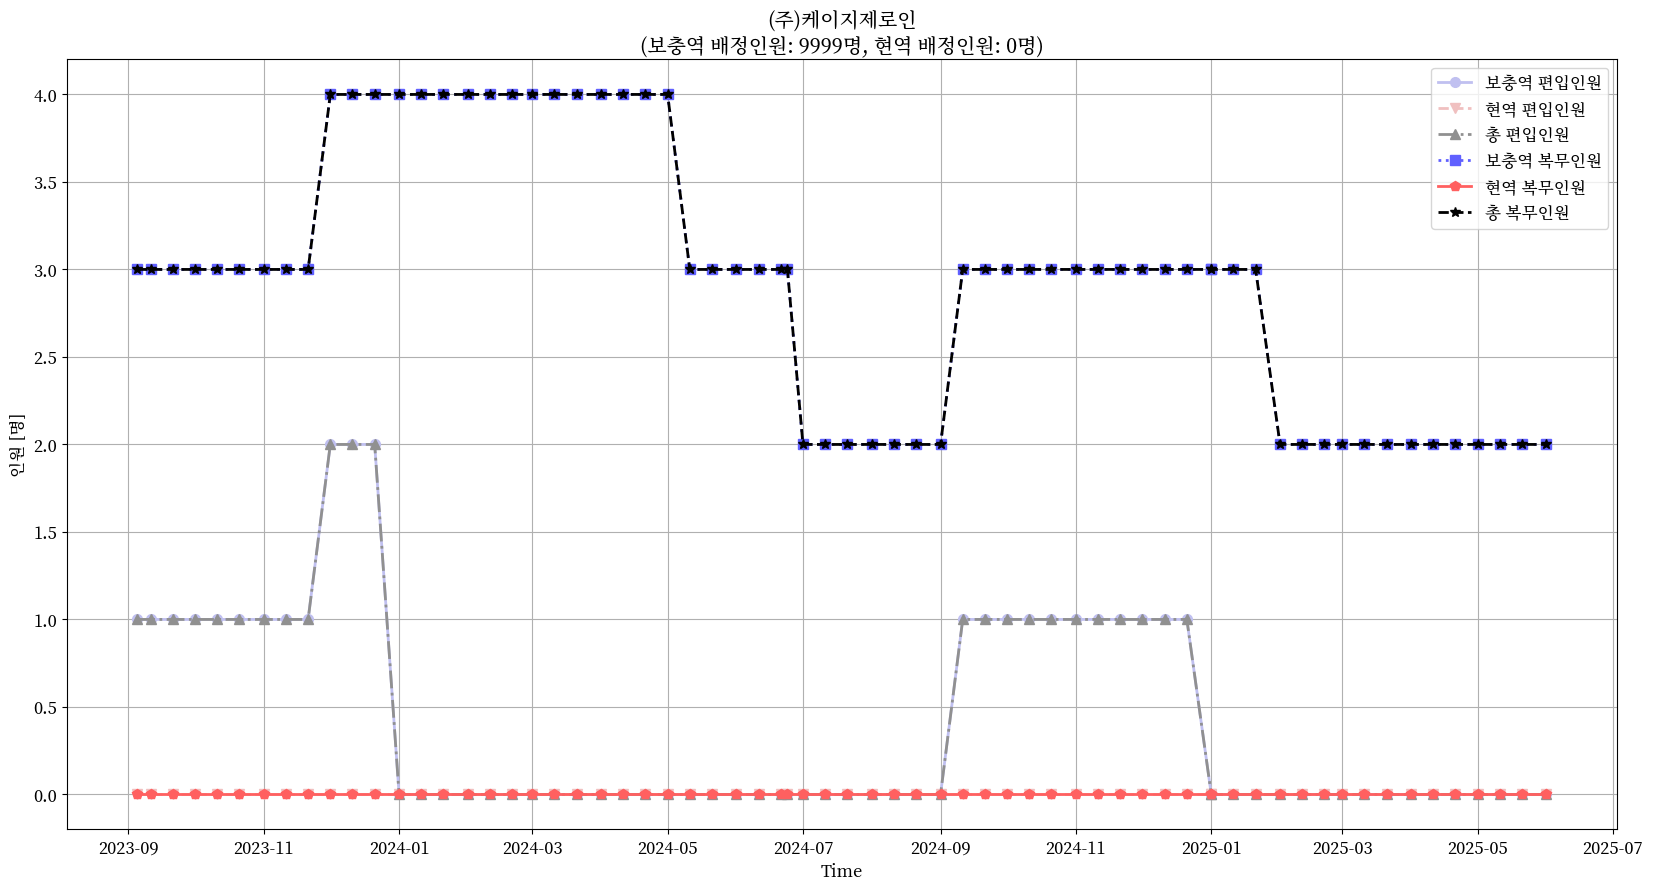 (주)케이지제로인
(보충역 배정인원: 9999명, 현역 배정인원: 0명)
보충역 편입인원
현역 편입인원
총 편입인원
보충역 복무인원
현역 복무인원
총 복무인원
4.0
3.5
3.0
2.5
2.0
1.5
1.0
0.5
0.0
인원 [명]
2023-09 2023-11 2024-01 2024-03 2024-05 2024-07 2024-09 2024-11 2025-01 2025-03 2025-05 2025-07
Time